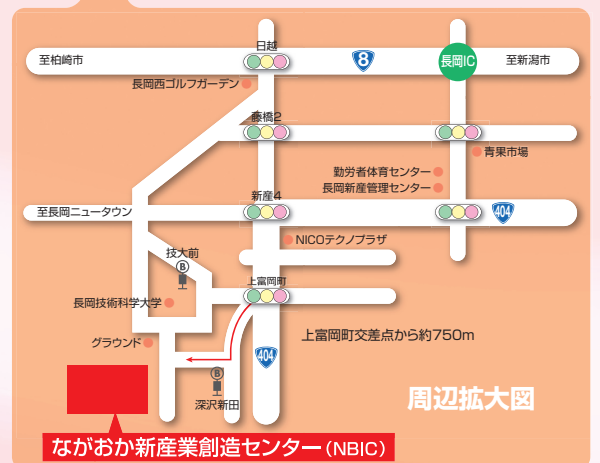 日越
至柏崎市
8
長岡IC
至新潟市
長岡西ゴルフガーデン
藤橋2
青果市場
勤労者体育センター
長岡新産管理センター
新産4
至長岡ニュータウン
404
NICOテクノプラザ
技大前
B
上富岡町
長岡技術科学大学
上富岡町交差点から約750m
グラウンド
404
B
深沢新田
周辺拡大図
ながおか新産業創造センター(NBIC)